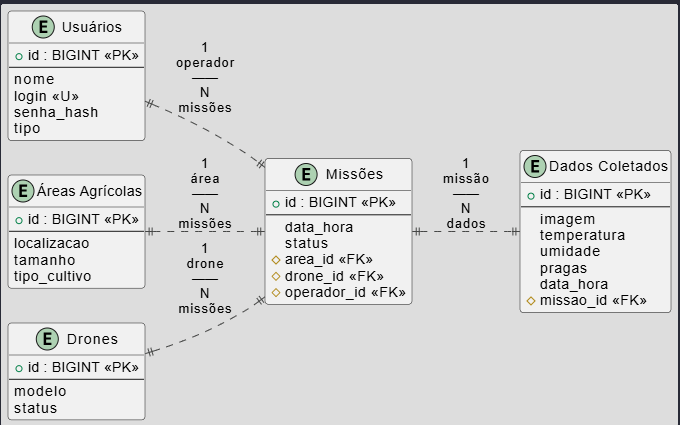 E Usuários
id : BIGINT «PK»
nome
login «U»
senha_hash
tipo
1
operador
N
missões
E Áreas Agrícolas
id : BIGINT «PK»
localizacao
tamanho
tipo_cultivo
1
área
N
missões
E Drones
id : BIGINT «PK»
modelo
status
1
drone
N
missões
E Missões
id : BIGINT «PK»
data_hora
status
area_id «FK»
drone_id «FK»
operador_id «FK»
1
missão
N
dados
E Dados Coletados
id : BIGINT «PK»
imagem
temperatura
umidade
pragas
data_hora
missao_id «FK»